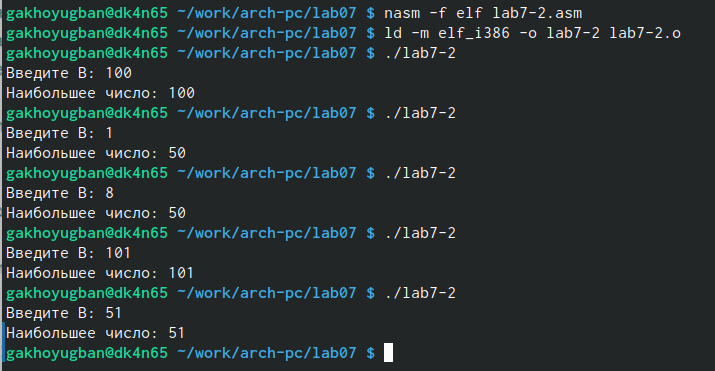 gakhoyugban@dk4n65 ~/work/arch-pc/lab07 $ nasm -f elf lab7-2.asm
gakhoyugban@dk4n65 ~/work/arch-pc/lab07 $ ld -m elf_i386 -o lab7-2 lab7-2.o
gakhoyugban@dk4n65 ~/work/arch-pc/lab07 $ ./lab7-2
Введите В: 100
Наибольшее число: 100
gakhoyugban@dk4n65 ~/work/arch-pc/lab07 $ ./lab7-2
Введите В: 1
Наибольшее число: 50
gakhoyugban@dk4n65 ~/work/arch-pc/lab07 $ ./lab7-2
Введите В: 8
Наибольшее число: 50
gakhoyugban@dk4n65 ~/work/arch-pc/lab07 $ ./lab7-2
Введите В: 101
Наибольшее число: 101
gakhoyugban@dk4n65 ~/work/arch-pc/lab07 $ ./lab7-2
Введите В: 51
Наибольшее число: 51
gakhoyugban@dk4n65 ~/work/arch-pc/lab07 $